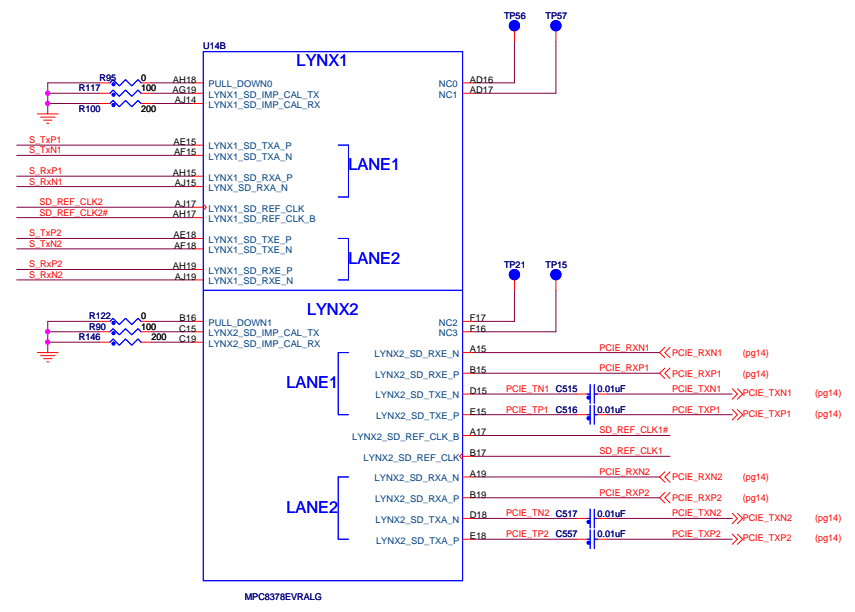 TP56 TP57
U14B
LYNX1
R95 0 AH18 PULL_DOWN0 NC0 AD16
R117 100 AG19 LYNX1_SD_IMP_CAL_TX NC1 AD17
R100 200 AJ14 LYNX1_SD_IMP_CAL_RX
S_TxP1 AE15 LYNX1_SD_TXA_P
S_TxN1 AF15 LYNX1_SD_TXA_N
LANE1
S_RxP1 AH15 LYNX1_SD_RXA_P
S_RxN1 AJ15 LYNX_SD_RXA_N
SD_REF_CLK2 AJ17 LYNX1_SD_REF_CLK
SD_REF_CLK2# AH17 LYNX1_SD_REF_CLK_B
S_TxP2 AE18 LYNX1_SD_TXE_P
S_TxN2 AF18 LYNX1_SD_TXE_N
LANE2
S_RxP2 AH19 LYNX1_SD_RXE_P
S_RxN2 AJ19 LYNX1_SD_RXE_N
TP21 TP15
LYNX2
R122 0 B16 PULL_DOWN1 NC2 F17
R90 100 C15 LYNX2_SD_IMP_CAL_TX NC3 F16
R146 200 C19 LYNX2_SD_IMP_CAL_RX
LYNX2_SD_RXE_N A15 PCIE_RXN1 PCIE_RXN1 (pg14)
LANE1
LYNX2_SD_RXE_P B15 PCIE_RXP1 PCIE_RXP1 (pg14)
LYNX2_SD_TXE_N D15 PCIE_TN1 C515 0.01uF PCIE_TXN1 PCIE_TXN1 (pg14)
LYNX2_SD_TXE_P E15 PCIE_TP1 C516 0.01uF PCIE_TXP1 PCIE_TXP1 (pg14)
LYNX2_SD_REF_CLK_B A17 SD_REF_CLK1#
LYNX2_SD_REF_CLK B17 SD_REF_CLK1
LYNX2_SD_RXA_N A19 PCIE_RXN2 PCIE_RXN2 (pg14)
LYNX2_SD_RXA_P B19 PCIE_RXP2 PCIE_RXP2 (pg14)
LANE2
LYNX2_SD_TXA_N D18 PCIE_TN2 C517 0.01uF PCIE_TXN2 PCIE_TXN2 (pg14)
LYNX2_SD_TXA_P E18 PCIE_TP2 C557 0.01uF PCIE_TXP2 PCIE_TXP2 (pg14)
MPC8378EVRALG